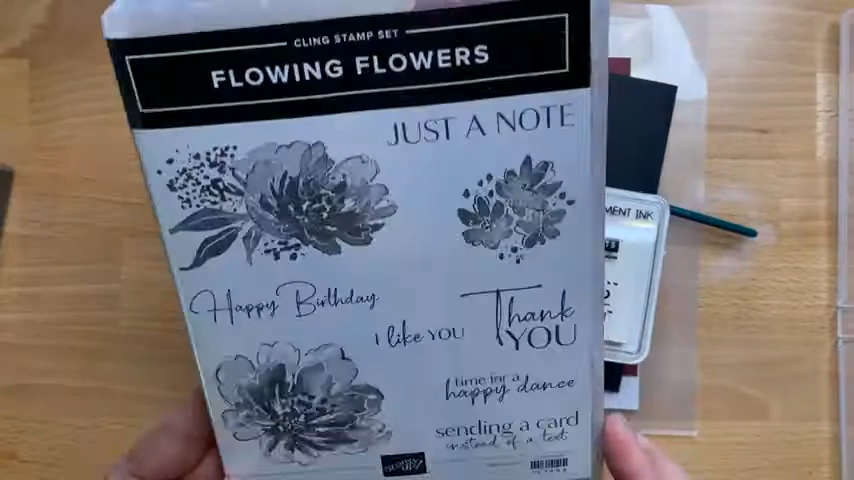 CLING STAMP SET
FLOWING FLOWERS
JUST A NOTE
MENT INK
Happy Birthday
Thank
YOU
I like YOU
time for a
happy dance
sending a card
instead of a text